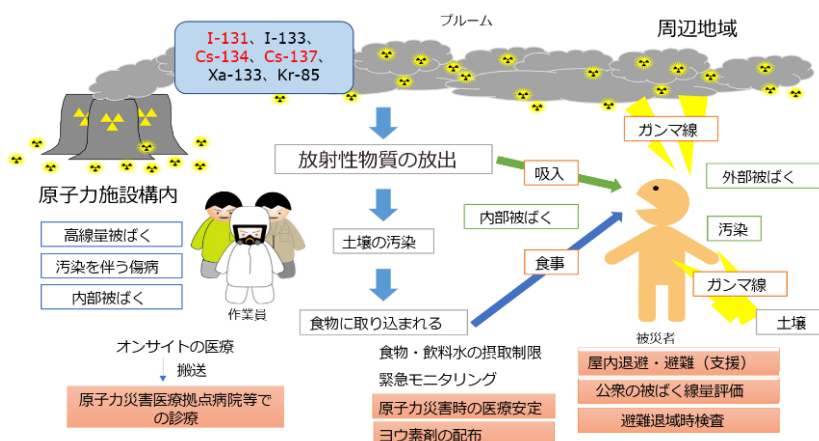 プルーム
周辺地域
I-131、I-133、
Cs-134、Cs-137、
Xa-133、Kr-85
ガンマ線
放射性物質の放出
吸入
外部被ばく
原子力施設構内
内部被ばく
汚染
高線量被ばく
土壌の汚染
汚染を伴う傷病
食事
ガンマ線
内部被ばく
作業員
食物に取り込まれる
土壌
被災者
オンサイトの医療
搬送
原子力災害医療拠点病院等で
の診療
食物・飲料水の摂取制限
緊急モニタリング
原子力災害時の医療安定
ヨウ素剤の配布
屋内退避・避難（支援）
公衆の被ばく線量評価
避難退域時検査